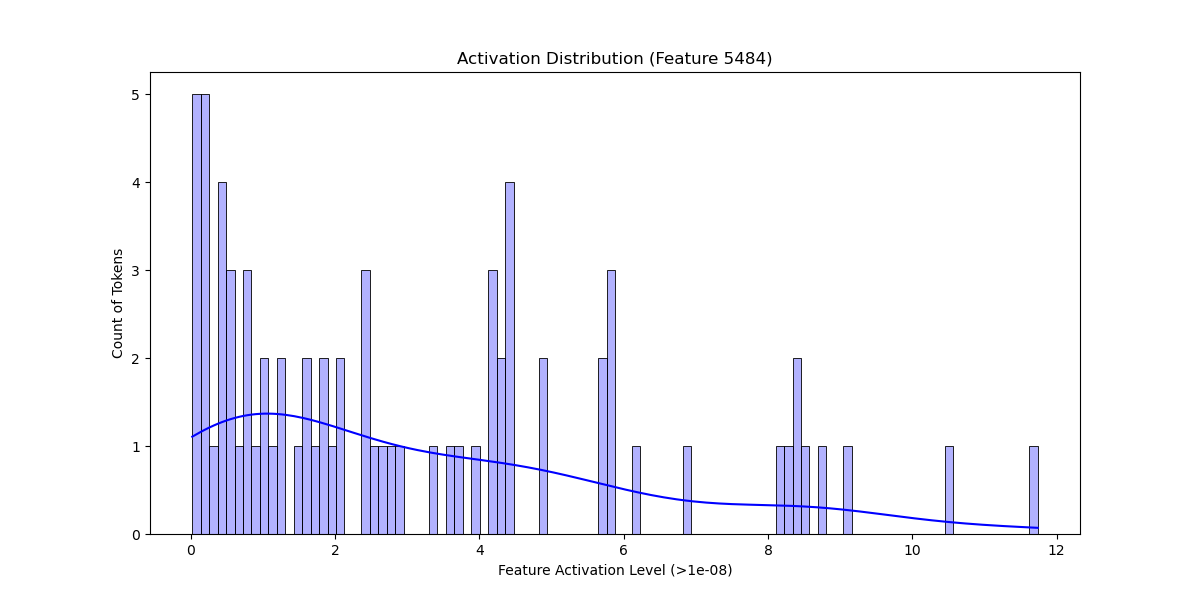 Activation Distribution (Feature 5484)
Count of Tokens
5
4
3
2
1
0
0 2 4 6 8 10 12
Feature Activation Level (>1e-08)